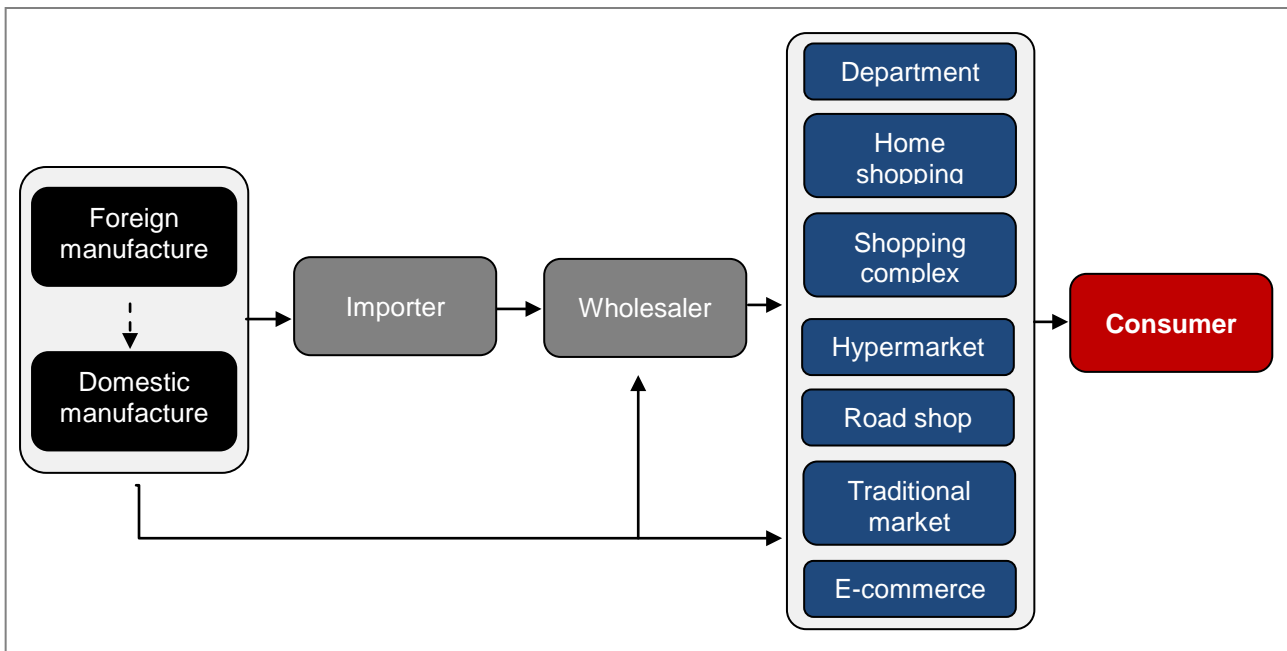 Foreign
manufacture
Domestic
manufacture
Importer
Wholesaler
Department
Home
shopping
Shopping
complex
Hypermarket
Road shop
Traditional
market
E-commerce
Consumer